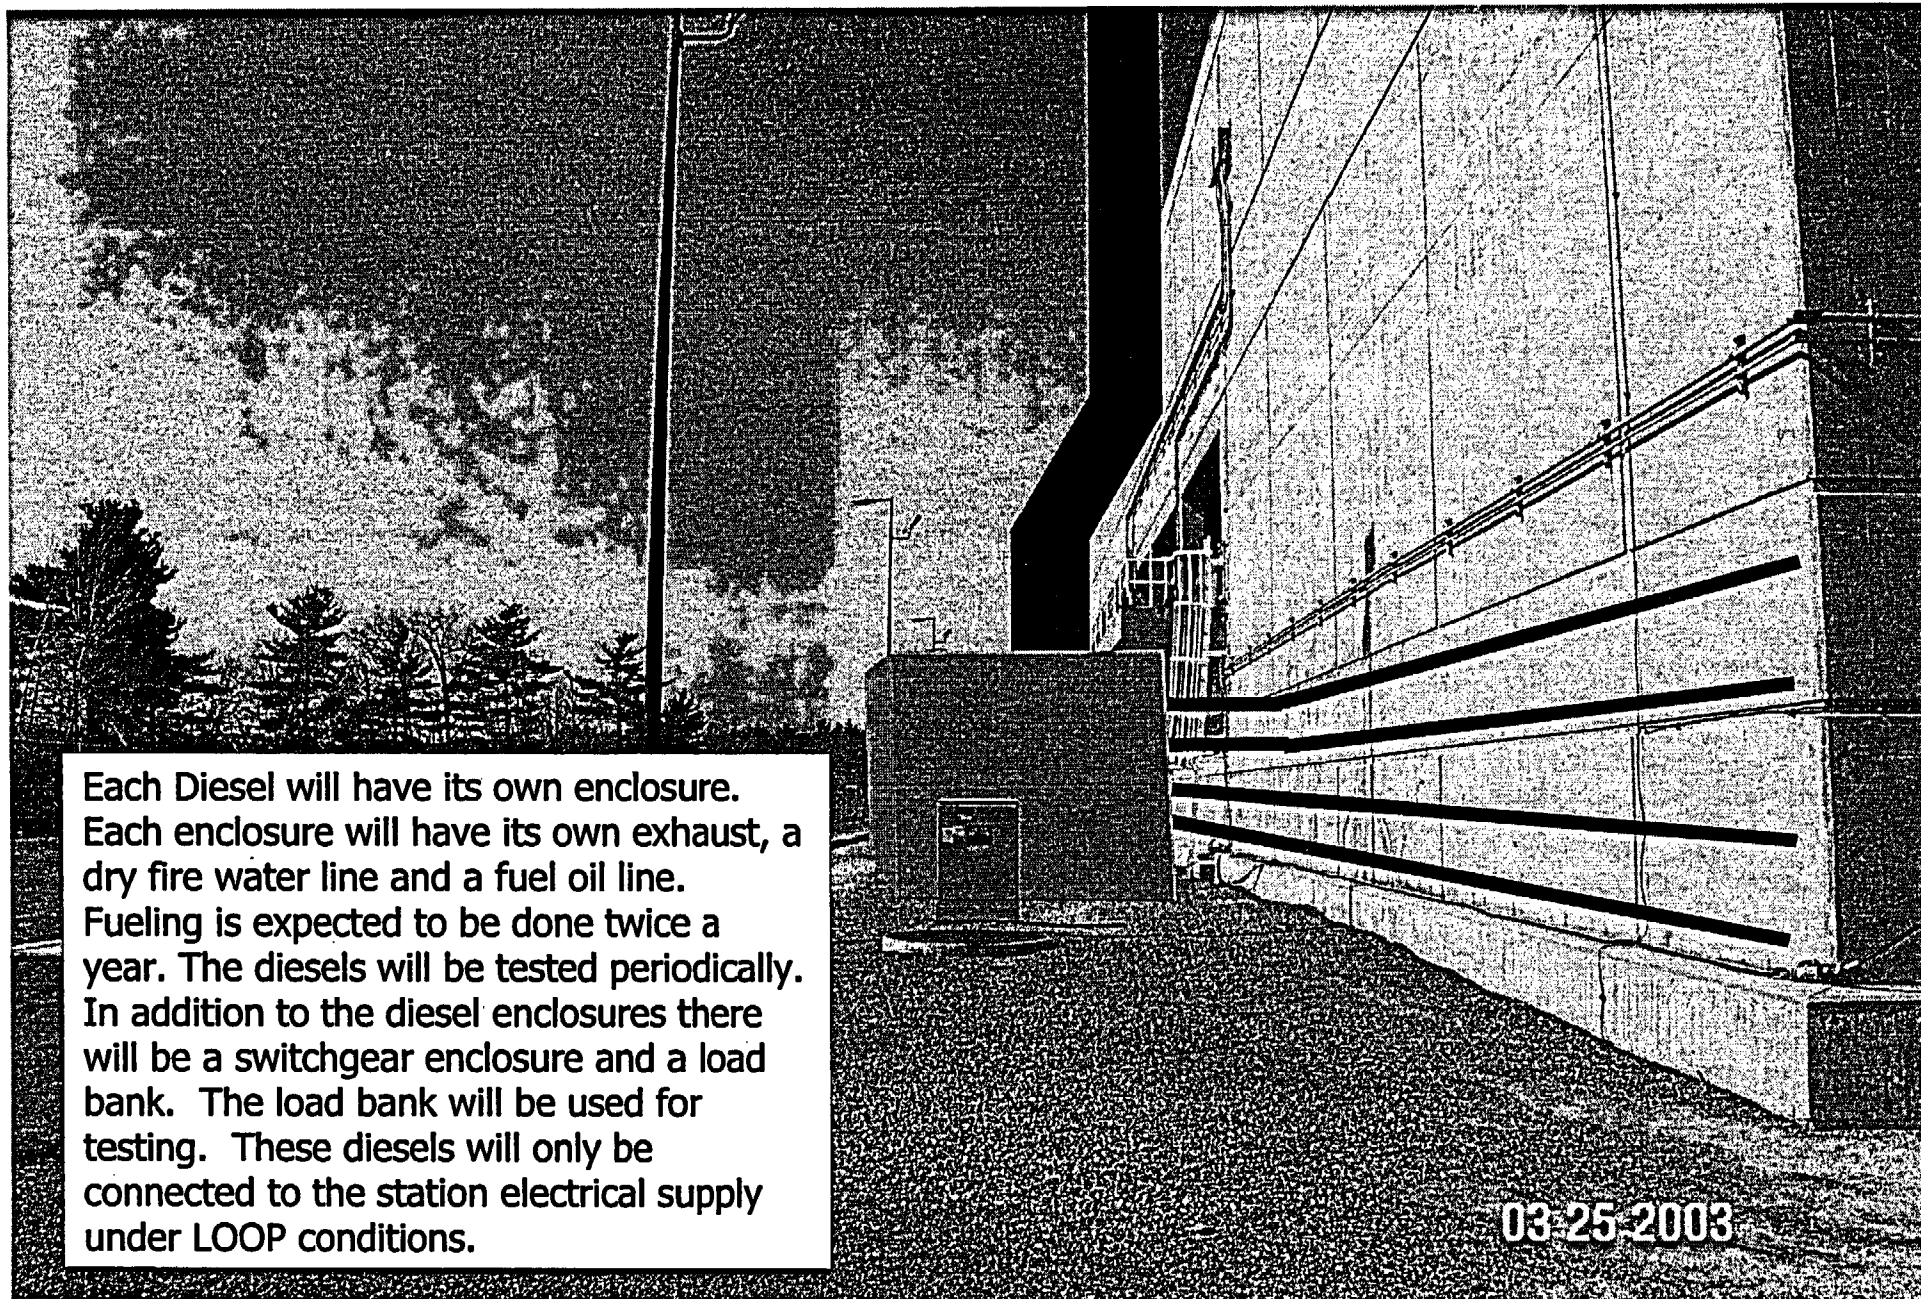 Each Diesel will have its own enclosure.
Each enclosure will have its own exhaust, a
dry fire water line and a fuel oil line.
Fueling is expected to be done twice a
year. The diesels will be tested periodically.
In addition to the diesel enclosures there
will be a switchgear enclosure and a load
bank.  The load bank will be used for
testing.  These diesels will only be
connected to the station electrical supply
under LOOP conditions.
03-25-2003